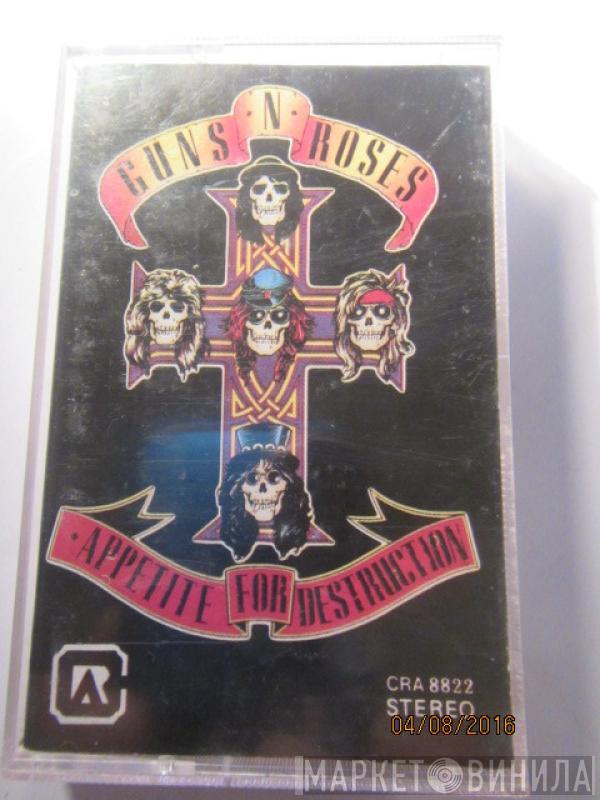 GUNS N' ROSES
• APPETITE FOR DESTRUCTION
CRA 8822
STEREO
04/08/2016
МАРКЕТ ВИНИЛА